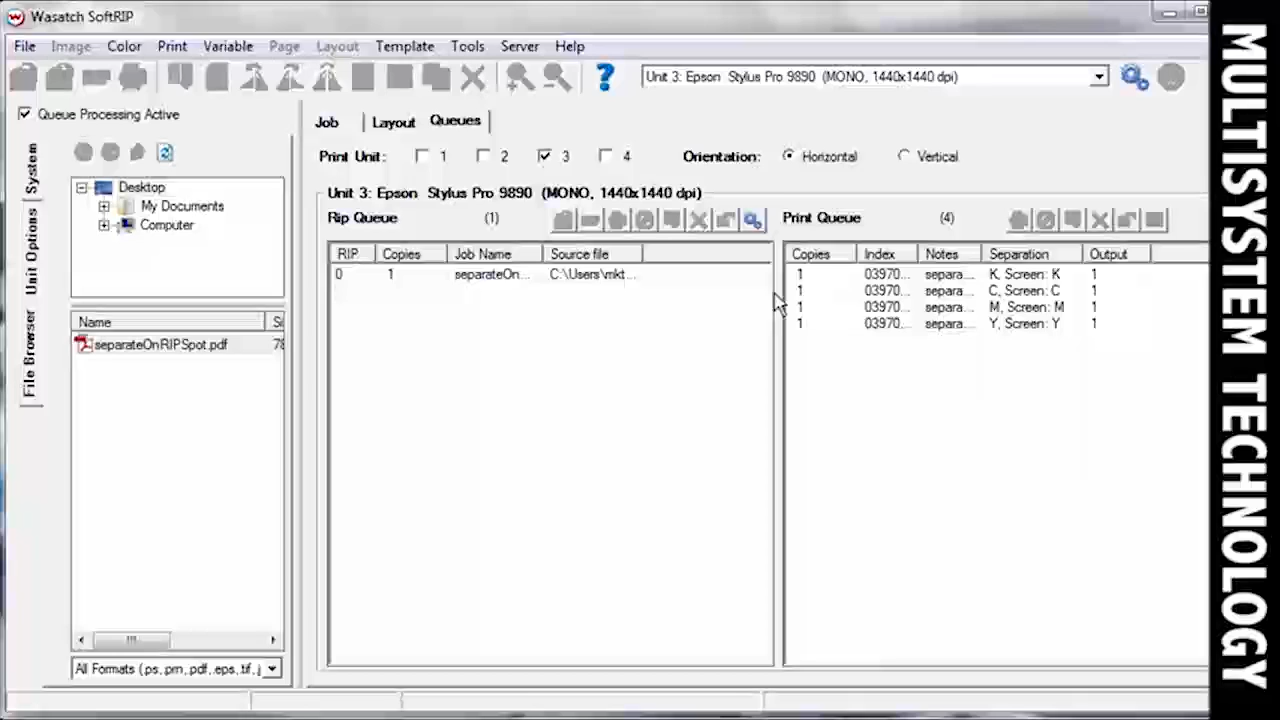 Wasatch SoftRIP
File Image Color Print Variable Page Layout Template Tools Server Help
Unit 3: Epson Stylus Pro 9890 (MONO, 1440x1440 dpi)
Queue Processing Active
System
Unit Options
File Browser
Desktop
My Documents
Computer
Name Si
separateOnRIPSpot.pdf 78
All Formats (.ps,.prn,.pdf,.eps,.tif,.j
Job Layout Queues
Print Unit: 1 2 3 4 Orientation: Horizontal Vertical
Unit 3: Epson Stylus Pro 9890 (MONO, 1440x1440 dpi)
Rip Queue (1)
RIP Copies Job Name Source file
0 1 separateOn... C:\Users\mkt...
Print Queue (4)
Copies Index Notes Separation Output
1 03970... separa... K, Screen: K 1
1 03970... separa... C, Screen: C 1
1 03970... separa... M, Screen: M 1
1 03970... separa... Y, Screen: Y 1
MULTISYSTEM TECHNOLOGY